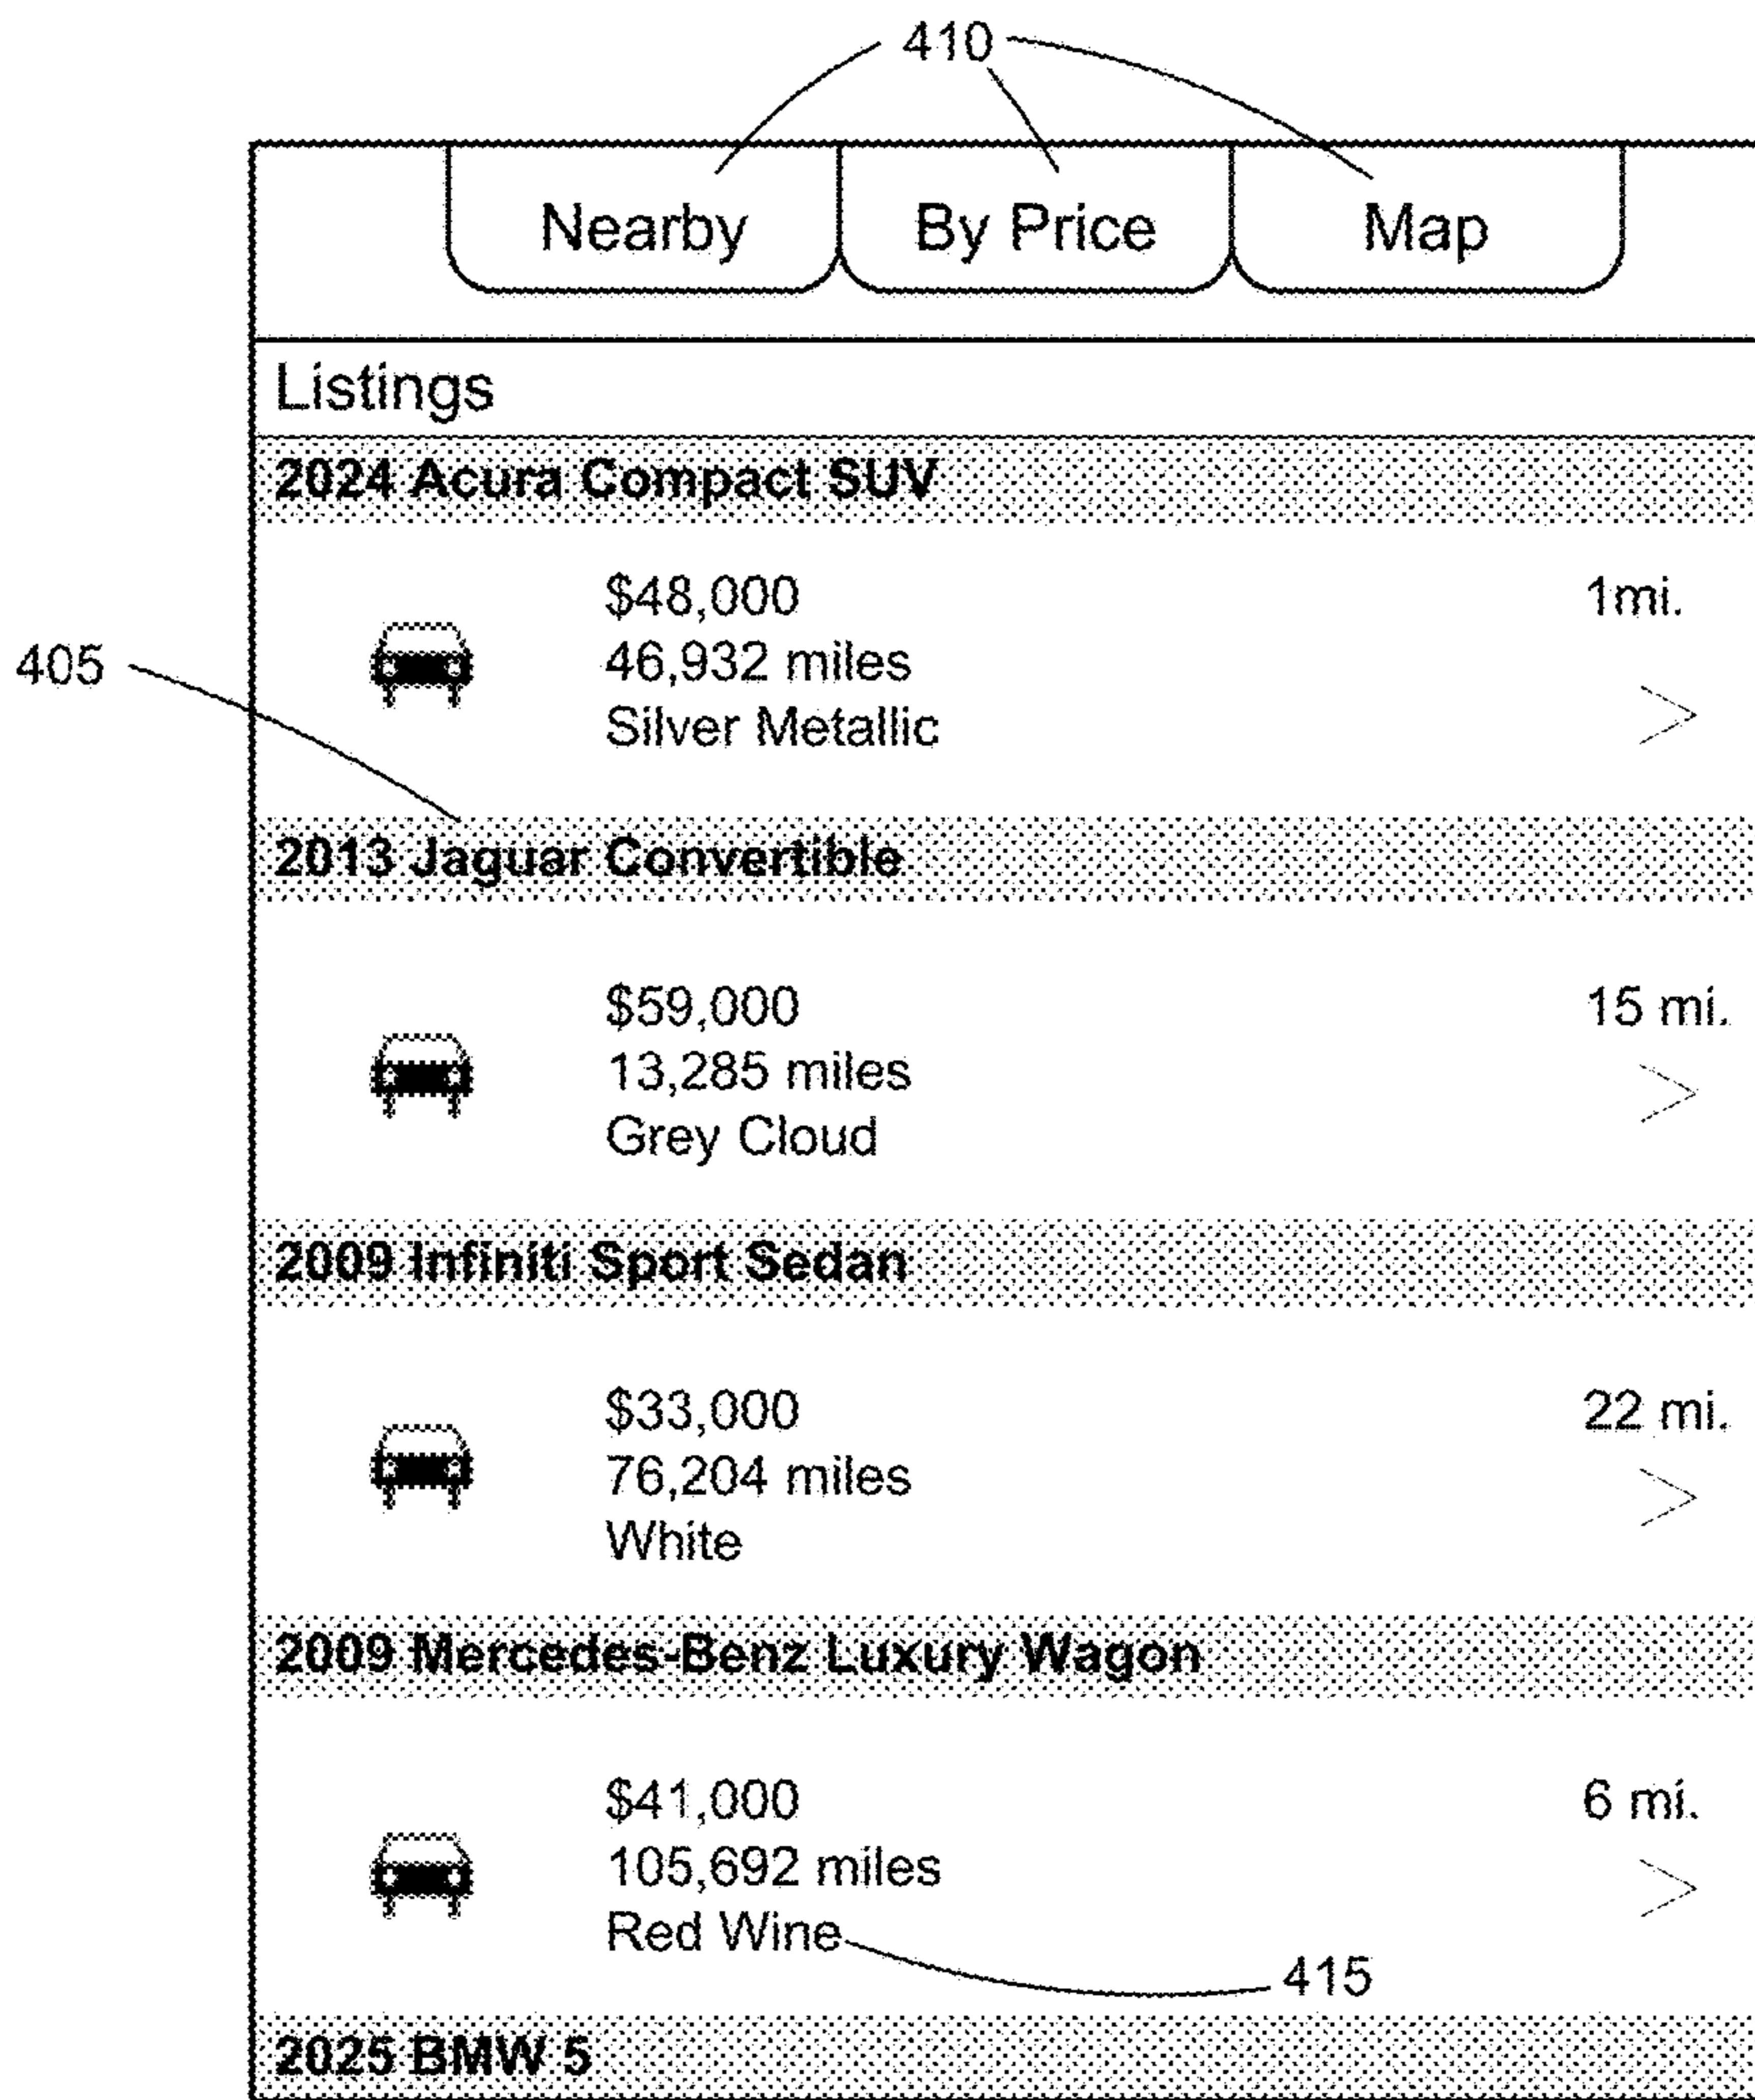 410
Nearby By Price Map
Listings
2024 Acura Compact SUV
$48,000 1mi.
405 46,932 miles
Silver Metallic >
2013 Jaguar Convertible
$59,000 15 mi.
13,285 miles >
Grey Cloud
2009 Infiniti Sport Sedan
$33,000 22 mi.
76,204 miles >
White
2009 Mercedes-Benz Luxury Wagon
$41,000 6 mi.
105,692 miles >
Red Wine
415
2025 BMW 5